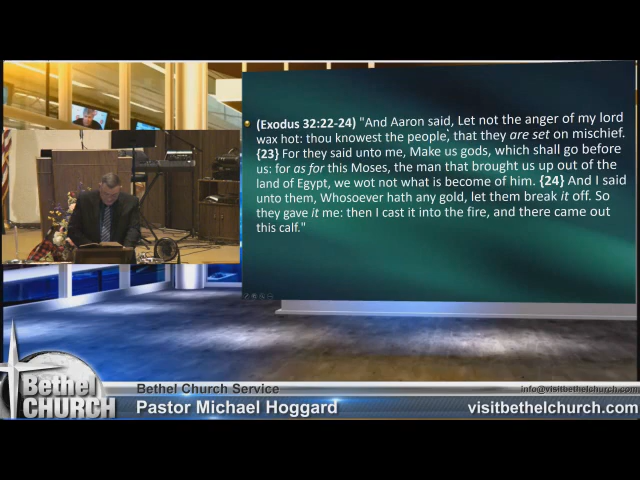 (Exodus 32:22-24) "And Aaron said, Let not the anger of my lord
wax hot: thou knowest the people, that they are set on mischief.
{23} For they said unto me, Make us gods, which shall go before
us: for as for this Moses, the man that brought us up out of the
land of Egypt, we wot not what is become of him. {24} And I said
unto them, Whosoever hath any gold, let them break it off. So
they gave it me: then I cast it into the fire, and there came out
this calf."
Bethel
CHURCH
Bethel Church Service
info@visitbethelchurch.com
Pastor Michael Hoggard
visitbethelchurch.com